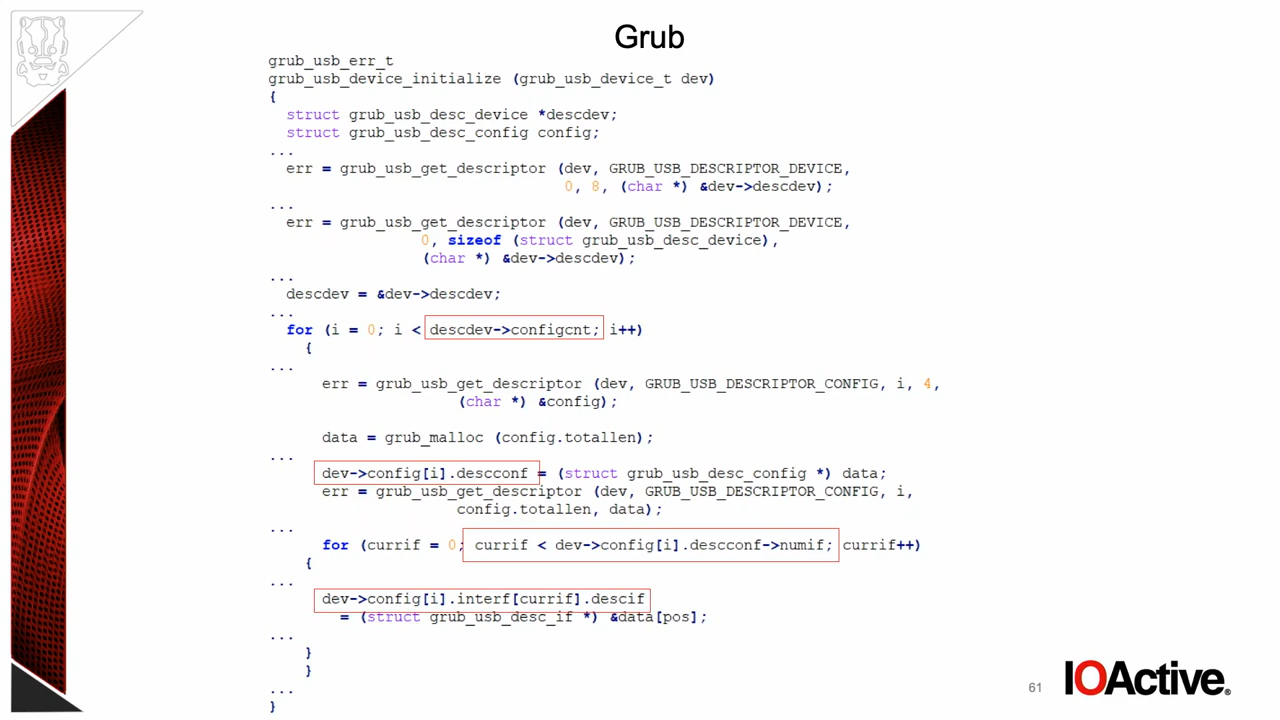 Grub
grub_usb_err_t
grub_usb_device_initialize (grub_usb_device_t dev)
{
struct grub_usb_desc_device *descdev;
struct grub_usb_desc_config config;
...
err = grub_usb_get_descriptor (dev, GRUB_USB_DESCRIPTOR_DEVICE,
0, 8, (char *) &dev->descdev);
...
err = grub_usb_get_descriptor (dev, GRUB_USB_DESCRIPTOR_DEVICE,
0, sizeof (struct grub_usb_desc_device),
(char *) &dev->descdev);
...
descdev = &dev->descdev;
...
for (i = 0; i < descdev->configcnt; i++)
{
...
err = grub_usb_get_descriptor (dev, GRUB_USB_DESCRIPTOR_CONFIG, i, 4,
(char *) &config);
data = grub_malloc (config.totallen);
...
dev->config[i].descconf = (struct grub_usb_desc_config *) data;
err = grub_usb_get_descriptor (dev, GRUB_USB_DESCRIPTOR_CONFIG, i,
config.totallen, data);
...
for (currif = 0; currif < dev->config[i].descconf->numif; currif++)
{
...
dev->config[i].interf[currif].descif
= (struct grub_usb_desc_if *) &data[pos];
...
}
}
...
}
61
IOActive®